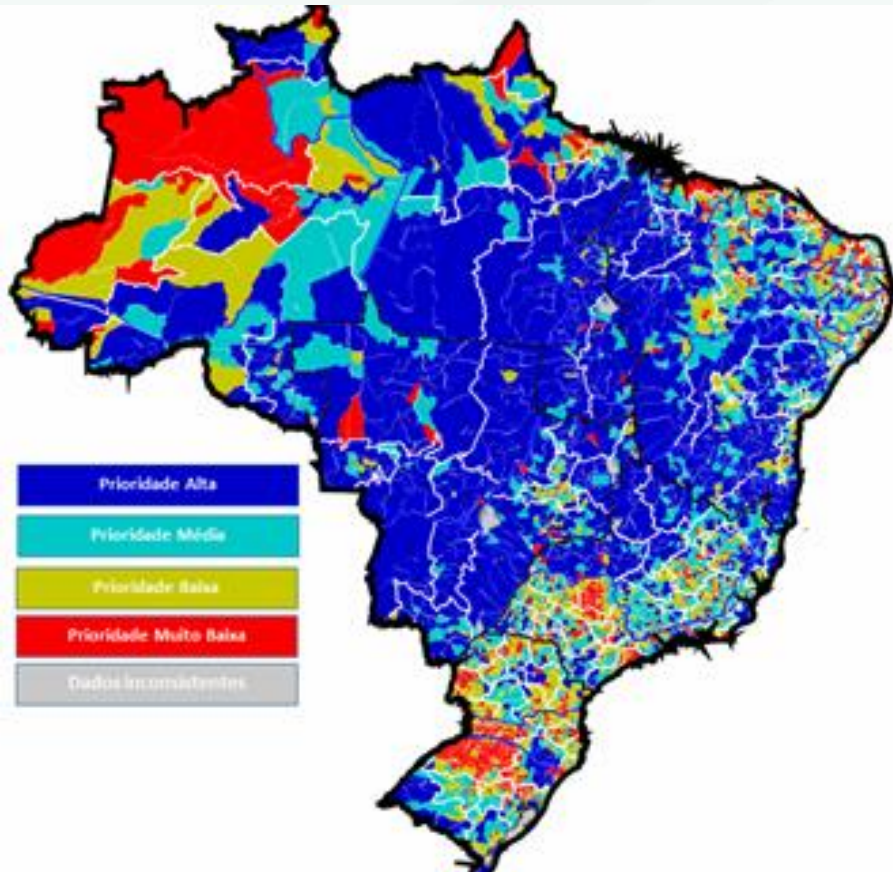 Prioridade Alta
Prioridade Média
Prioridade Baixa
Prioridade Muito Baixa
Dados inconsistentes